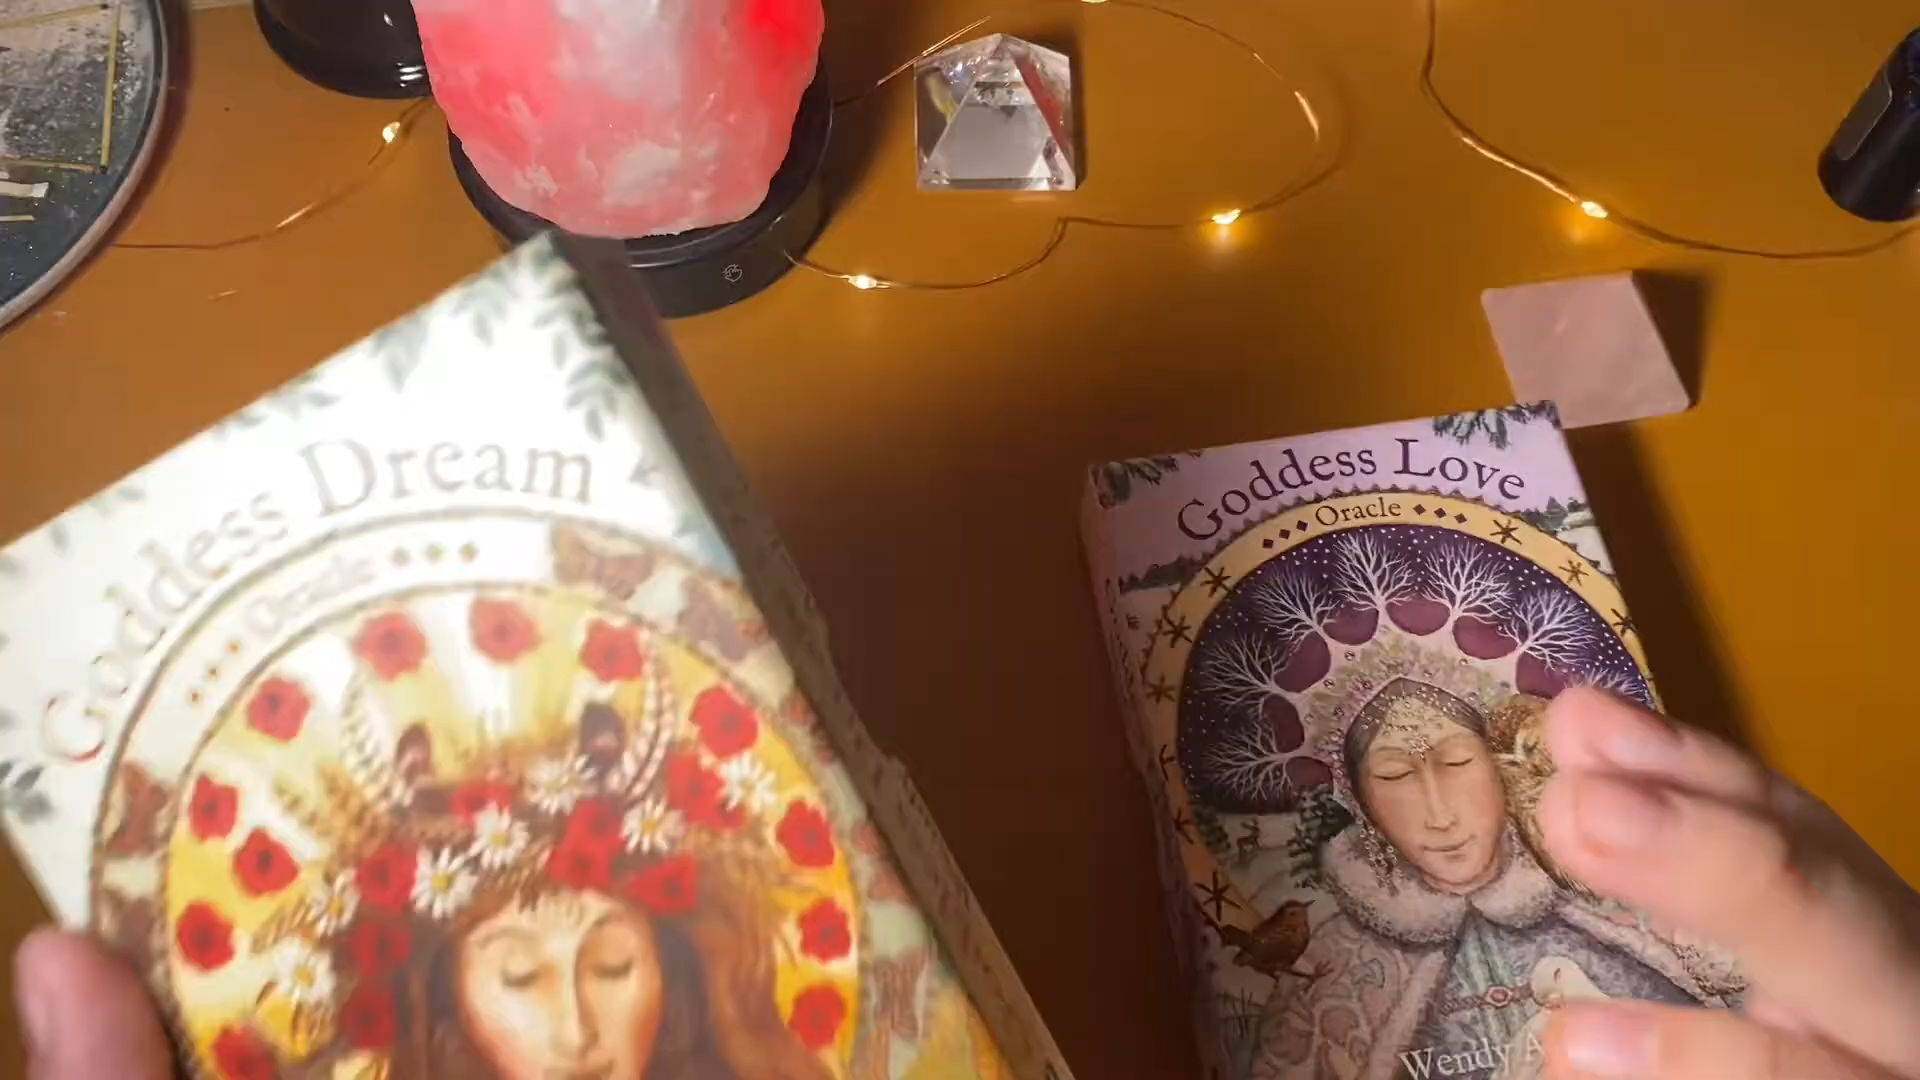 Goddess Dream
Oracle
Goddess Love
Oracle
Wendy